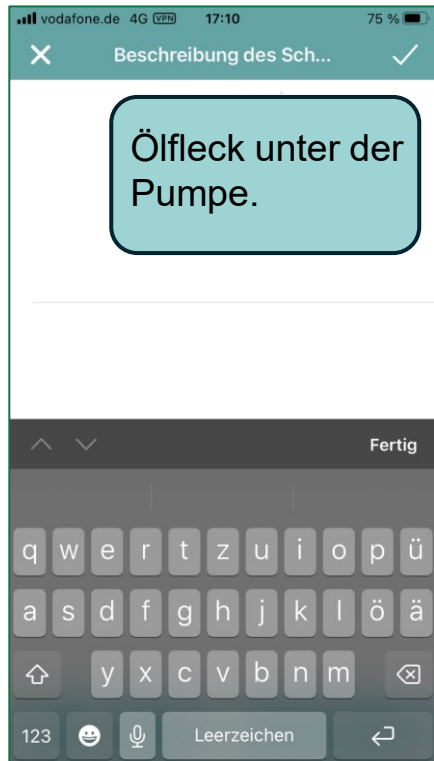 vodafone.de 4G VPN 17:10 75 %
Beschreibung des Sch...
Ölfleck unter der
Pumpe.
Fertig
q w e r t z u i o p ü
a s d f g h j k l ö ä
y x c v b n m
123 Leerzeichen